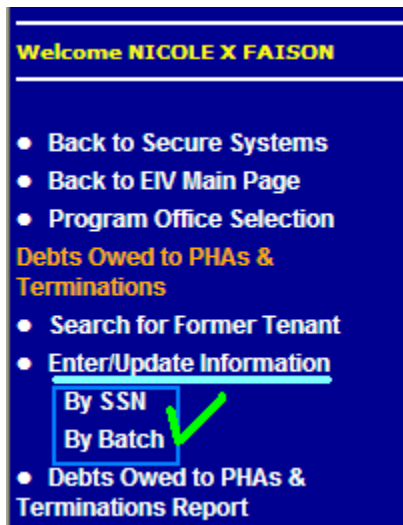 Welcome NICOLE X FAISON
● Back to Secure Systems
● Back to EIV Main Page
● Program Office Selection
Debts Owed to PHAs &
Terminations
● Search for Former Tenant
● Enter/Update Information
By SSN
By Batch
● Debts Owed to PHAs &
Terminations Report